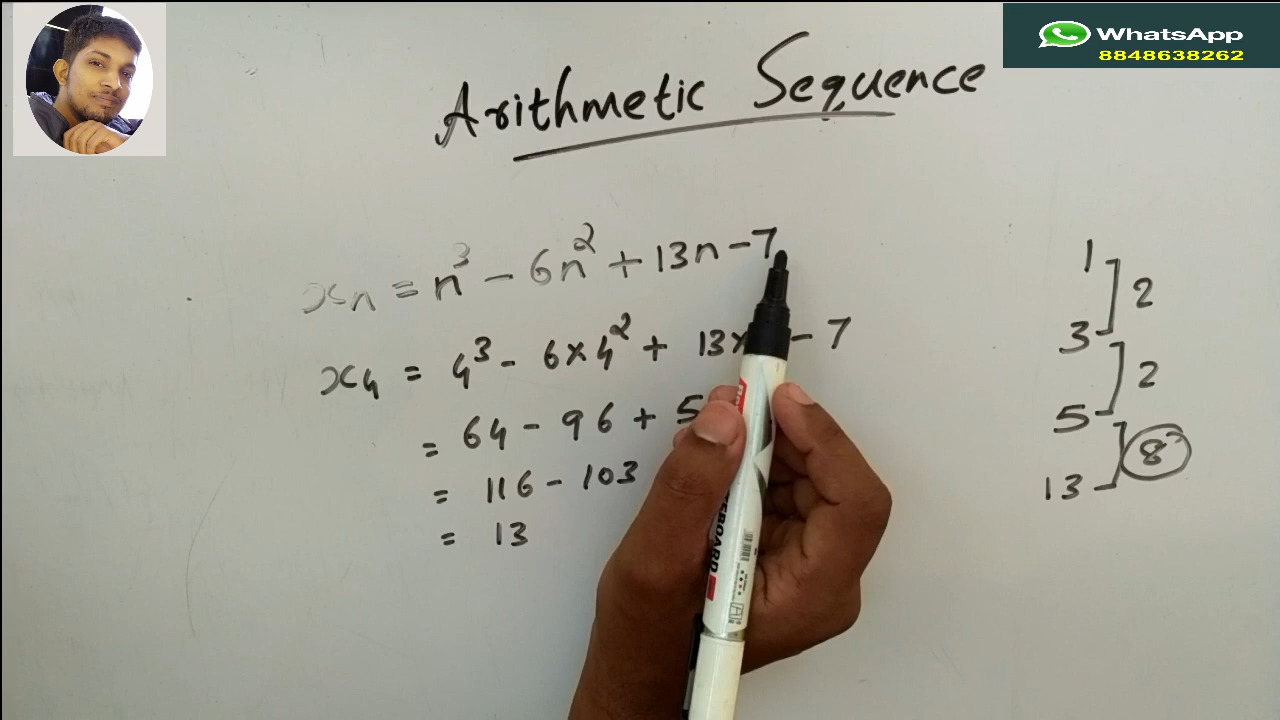 WhatsApp
8848638262
Arithmetic Sequence
xₙ = n³ - 6n² + 13n - 7
x₄ = 4³ - 6×4² + 13× - 7
= 64 - 96 + 5
= 116 - 103
= 13
1
2
3
2
5
8
13